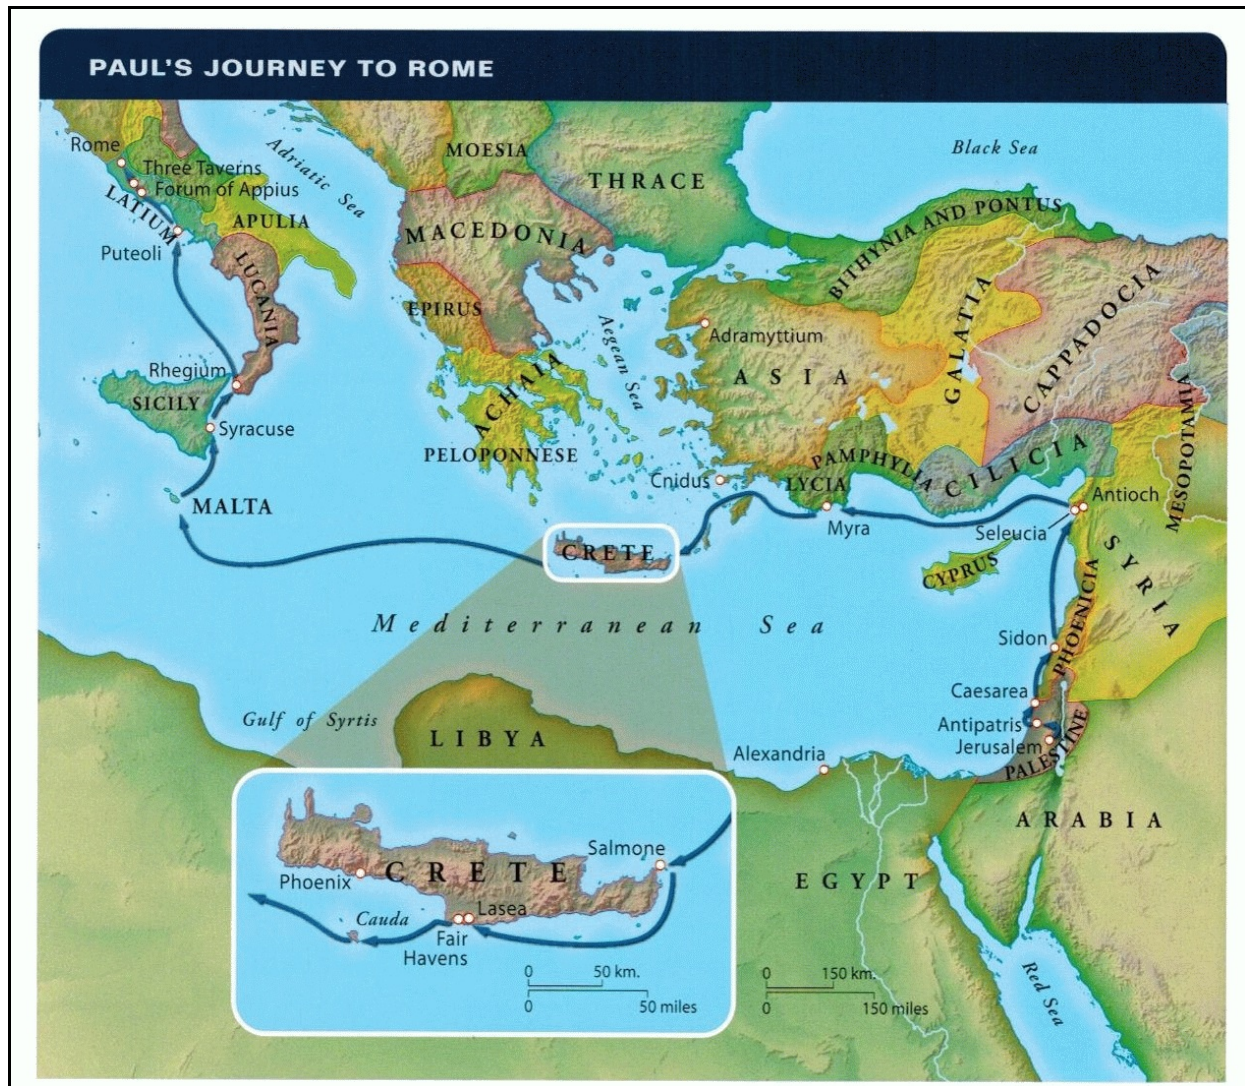 PAUL'S JOURNEY TO ROME
Rome
Three Taverns
Forum of Appius
LATIUM
Puteoli
APULIA
LUCANIA
Adriatic Sea
MOESIA
THRACE
MACEDONIA
EPIRUS
ACHAIA
PELOPONNESE
Aegean Sea
Black Sea
BITHYNIA AND PONTUS
GALATIA
CAPPADOCIA
Adramyttium
ASIA
Rhegium
SICILY
Syracuse
MALTA
Cnidus
LYCIA
PAMPHYLIA
CILICIA
MESOPOTAMIA
Myra
Antioch
Seleucia
CRETE
CYPRUS
SYRIA
PHOENICIA
Mediterranean Sea
Sidon
Caesarea
Antipatris
Jerusalem
PALESTINE
Gulf of Syrtis
LIBYA
Alexandria
ARABIA
EGYPT
Red Sea
CRETE
Salmone
Phoenix
Cauda
Lasea
Fair
Havens
0 50 km.
0 50 miles
0 150 km.
0 150 miles